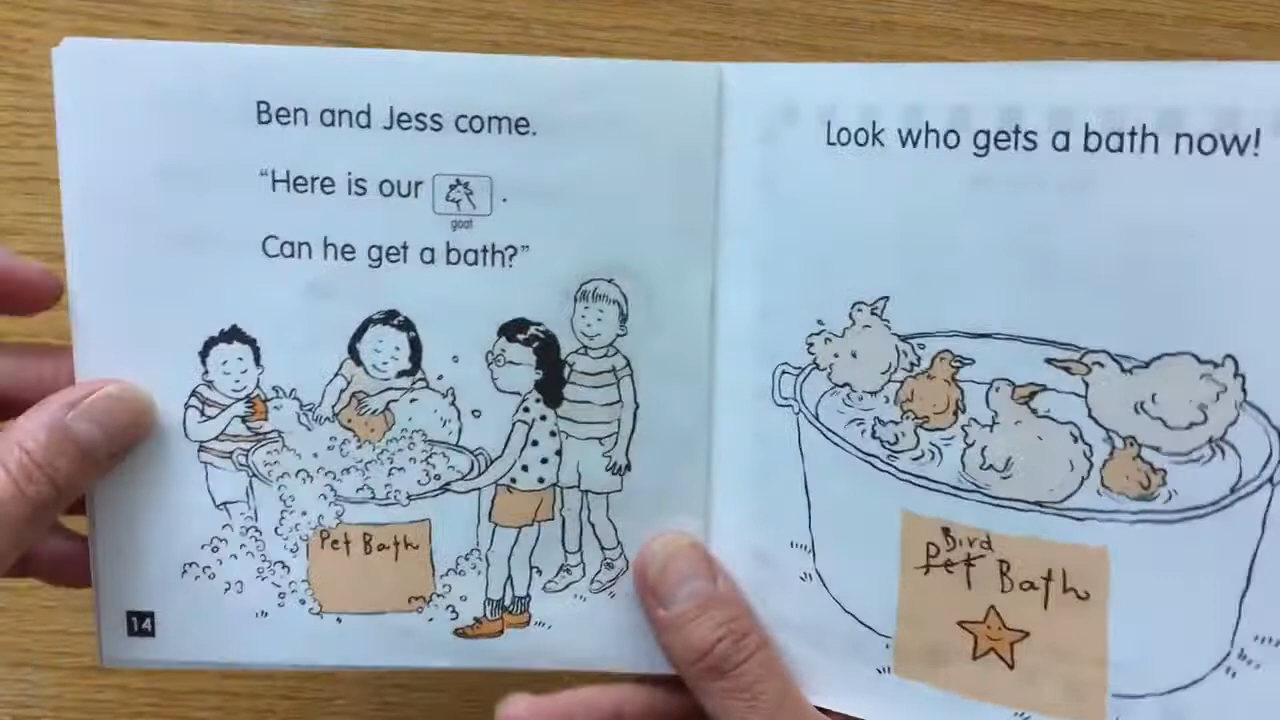 Ben and Jess come.
“Here is our goat .
Can he get a bath?”
Pet Bath
14
Look who gets a bath now!
Bird
Pet Bath